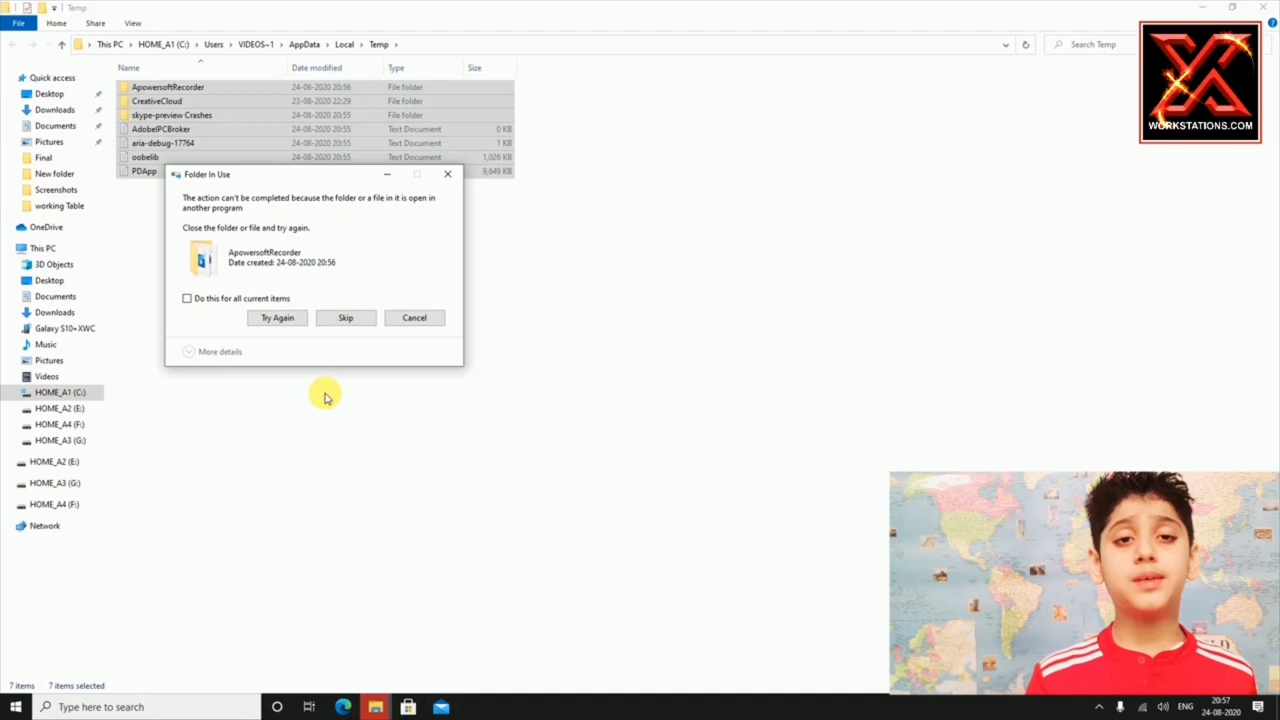 Temp
File Home Share View
This PC HOME_A1 (C:) Users VIDEOS~1 AppData Local Temp
Search Temp
Name Date modified Type Size
Quick access
Desktop
Downloads
Documents
Pictures
Final
New folder
Screenshots
working Table
OneDrive
This PC
3D Objects
Desktop
Documents
Downloads
Galaxy S10+XWC
Music
Pictures
Videos
HOME_A1 (C:)
HOME_A2 (E:)
HOME_A4 (F:)
HOME_A3 (G:)
HOME_A2 (E:)
HOME_A3 (G:)
HOME_A4 (F:)
Network
ApowersoftRecorder 24-08-2020 20:56 File folder
CreativeCloud 23-08-2020 22:29 File folder
skype-preview Crashes 24-08-2020 20:55 File folder
AdobeIPCBroker 24-08-2020 20:55 Text Document 0 KB
aria-debug-17764 24-08-2020 20:55 Text Document 1 KB
oobelib 24-08-2020 20:55 Text Document 1,026 KB
PDApp 9,649 KB
Folder In Use
The action can't be completed because the folder or a file in it is open in
another program
Close the folder or file and try again.
ApowersoftRecorder
Date created: 24-08-2020 20:56
Do this for all current items
Try Again Skip Cancel
More details
X
WORKSTATIONS.COM
7 items 7 items selected
Type here to search
ENG
20:57
24-08-2020